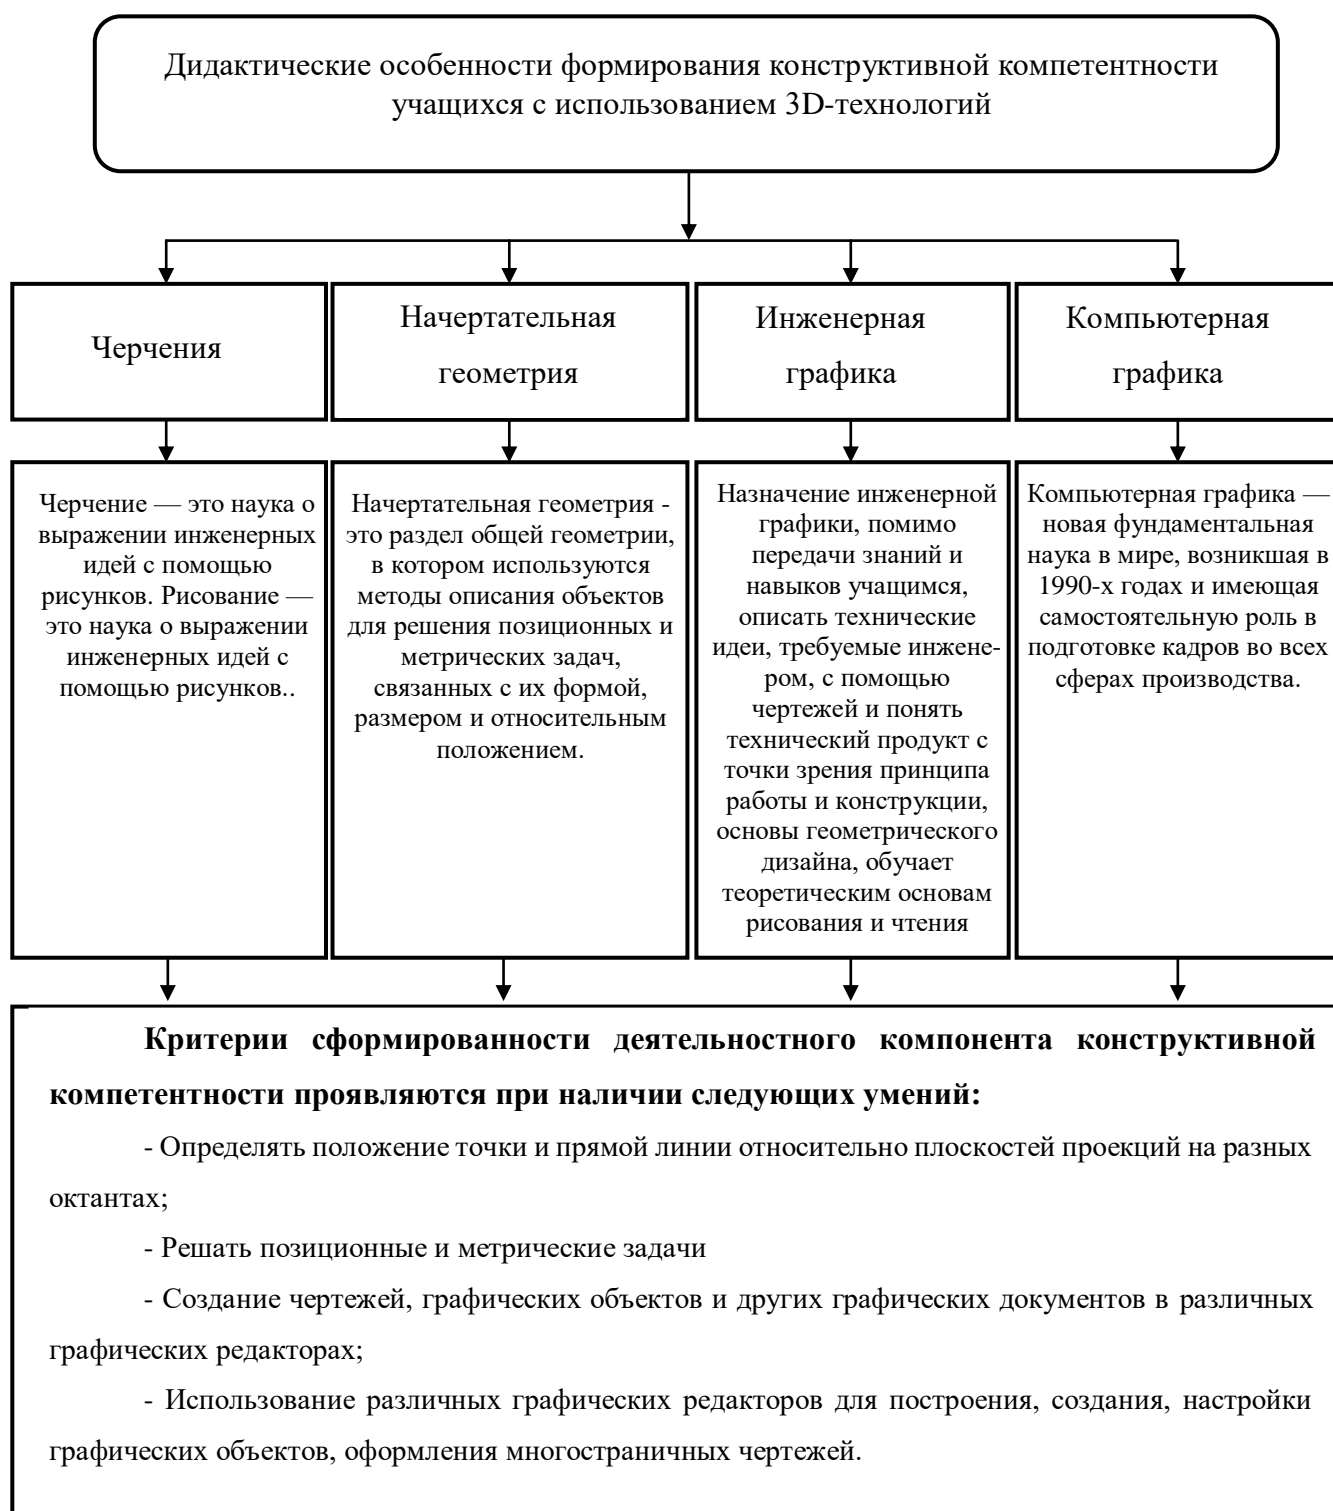 Дидактические особенности формирования конструктивной компетентности
учащихся с использованием 3D-технологий
Черчения
Начертательная
геометрия
Инженерная
графика
Компьютерная
графика
Черчение — это наука о
выражении инженерных
идей с помощью
рисунков. Рисование —
это наука о выражении
инженерных идей с
помощью рисунков..
Начертательная геометрия -
это раздел общей геометрии,
в котором используются
методы описания объектов
для решения позиционных и
метрических задач,
связанных с их формой,
размером и относительным
положением.
Назначение инженерной
графики, помимо
передачи знаний и
навыков учащимся,
описать технические
идеи, требуемые инжене-
ром, с помощью
чертежей и понять
технический продукт с
точки зрения принципа
работы и конструкции,
основы геометрического
дизайна, обучает
теоретическим основам
рисования и чтения
Компьютерная графика —
новая фундаментальная
наука в мире, возникшая в
1990-х годах и имеющая
самостоятельную роль в
подготовке кадров во всех
сферах производства.
Критерии сформированности деятельностного компонента конструктивной
компетентности проявляются при наличии следующих умений:
- Определять положение точки и прямой линии относительно плоскостей проекций на разных
октантах;
- Решать позиционные и метрические задачи
- Создание чертежей, графических объектов и других графических документов в различных
графических редакторах;
- Использование различных графических редакторов для построения, создания, настройки
графических объектов, оформления многостраничных чертежей.